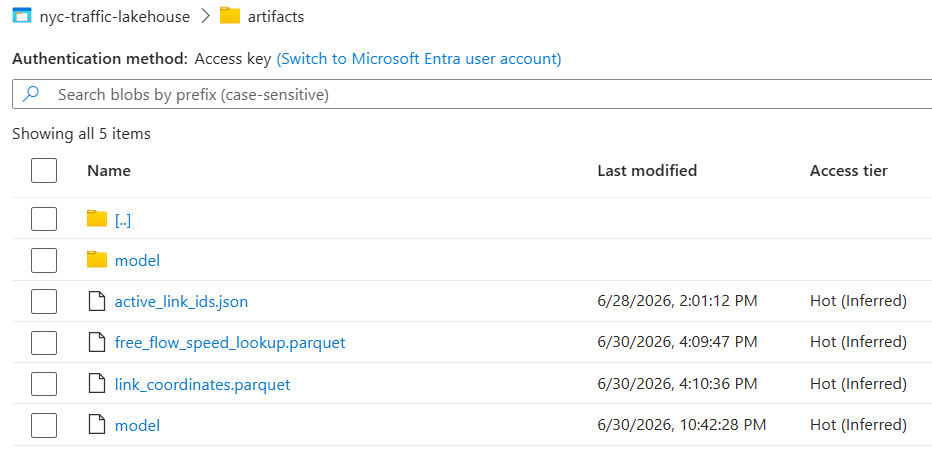 nyc-traffic-lakehouse > artifacts
Authentication method: Access key (Switch to Microsoft Entra user account)
Search blobs by prefix (case-sensitive)
Showing all 5 items
Name Last modified Access tier
[..]
model
active_link_ids.json 6/28/2026, 2:01:12 PM Hot (Inferred)
free_flow_speed_lookup.parquet 6/30/2026, 4:09:47 PM Hot (Inferred)
link_coordinates.parquet 6/30/2026, 4:10:36 PM Hot (Inferred)
model 6/30/2026, 10:42:28 PM Hot (Inferred)